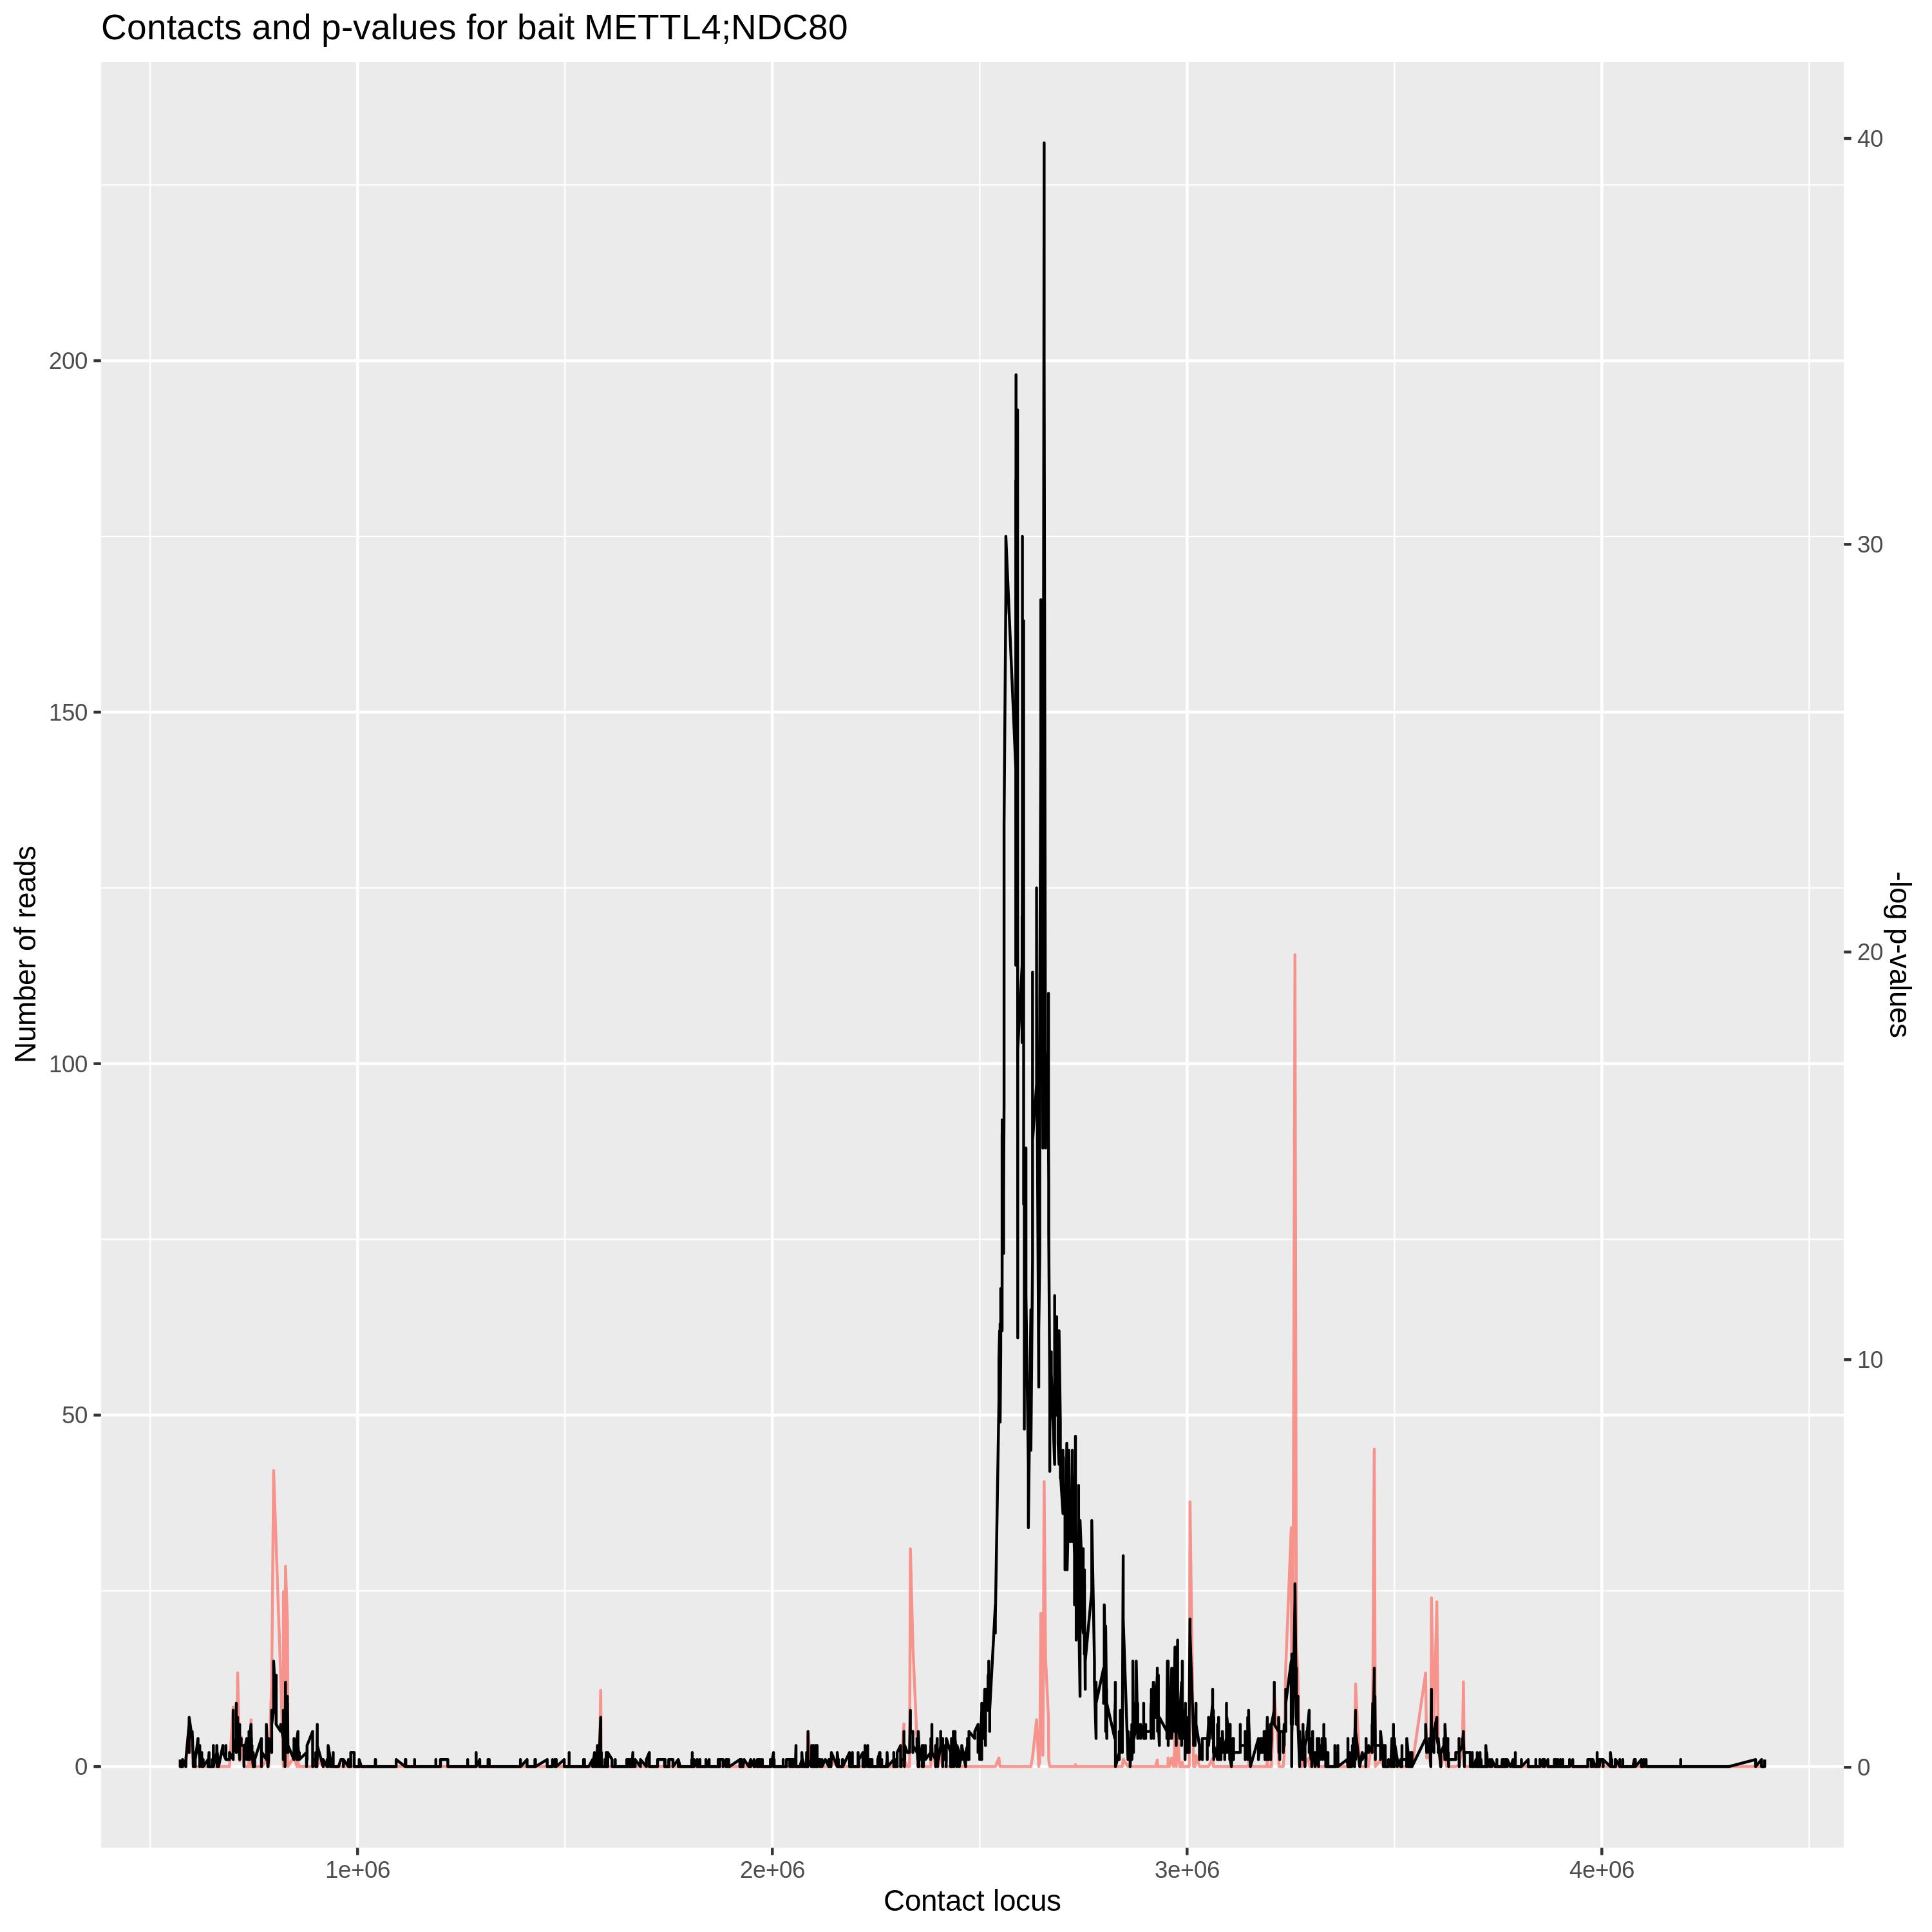 Contacts and p-values for bait METTL4;NDC80
Number of reads
200
150
100
50
0
40
30
20
10
0
-log p-values
1e+06
2e+06
3e+06
4e+06
Contact locus